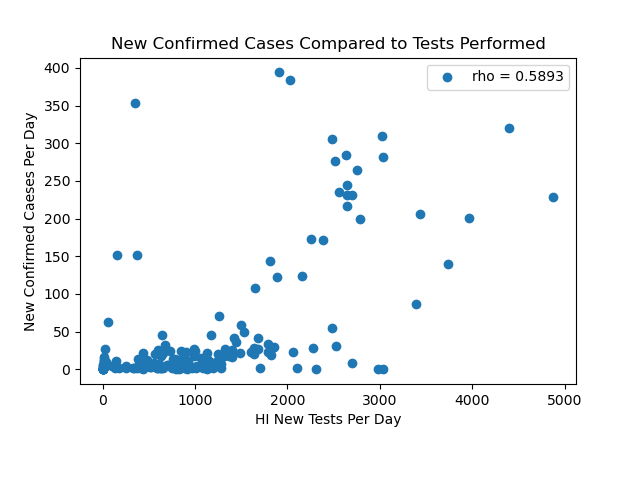 New Confirmed Cases Compared to Tests Performed
rho = 0.5893
New Confirmed Caeses Per Day
400
350
300
250
200
150
100
50
0
0 1000 2000 3000 4000 5000
HI New Tests Per Day